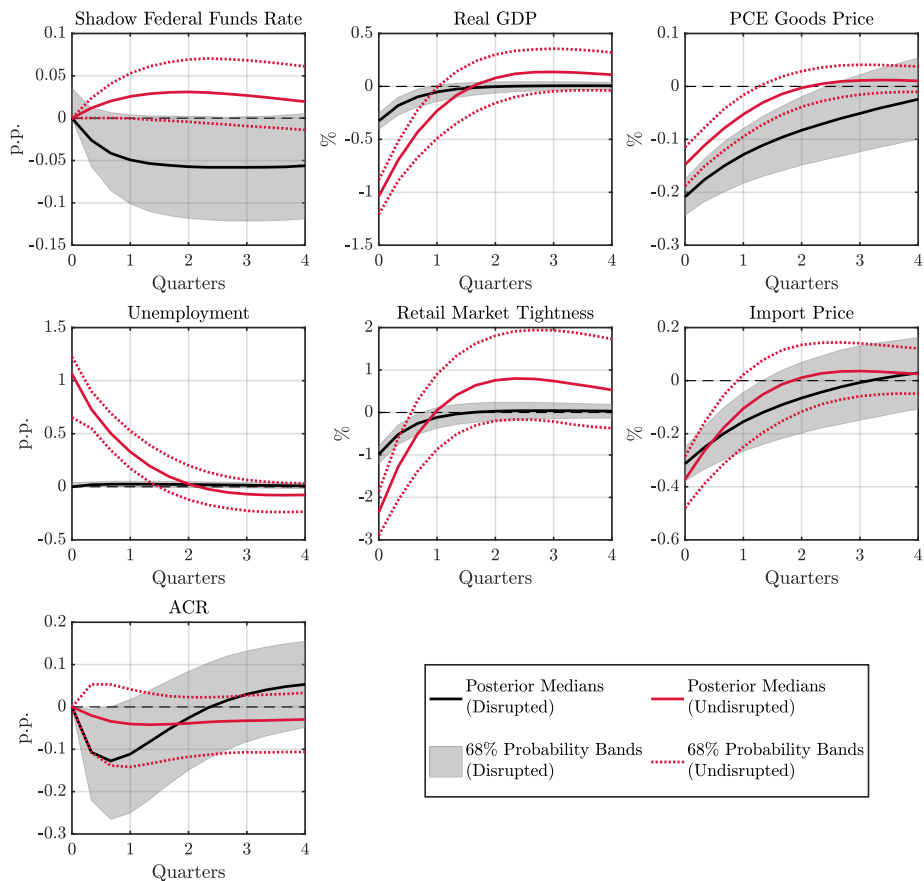 Shadow Federal Funds Rate
0.1
0.05
0
-0.05
-0.1
-0.15
p.p.
0 1 2 3 4
Quarters
Real GDP
0.5
0
-0.5
-1
-1.5
%
0 1 2 3 4
Quarters
PCE Goods Price
0.1
0
-0.1
-0.2
-0.3
%
0 1 2 3 4
Quarters
Unemployment
1.5
1
0.5
0
-0.5
p.p.
0 1 2 3 4
Quarters
Retail Market Tightness
2
1
0
-1
-2
-3
%
0 1 2 3 4
Quarters
Import Price
0.2
0
-0.2
-0.4
-0.6
%
0 1 2 3 4
Quarters
ACR
0.2
0.1
0
-0.1
-0.2
-0.3
p.p.
0 1 2 3 4
Quarters
Posterior Medians
(Disrupted)
68% Probability Bands
(Disrupted)
Posterior Medians
(Undisrupted)
68% Probability Bands
(Undisrupted)